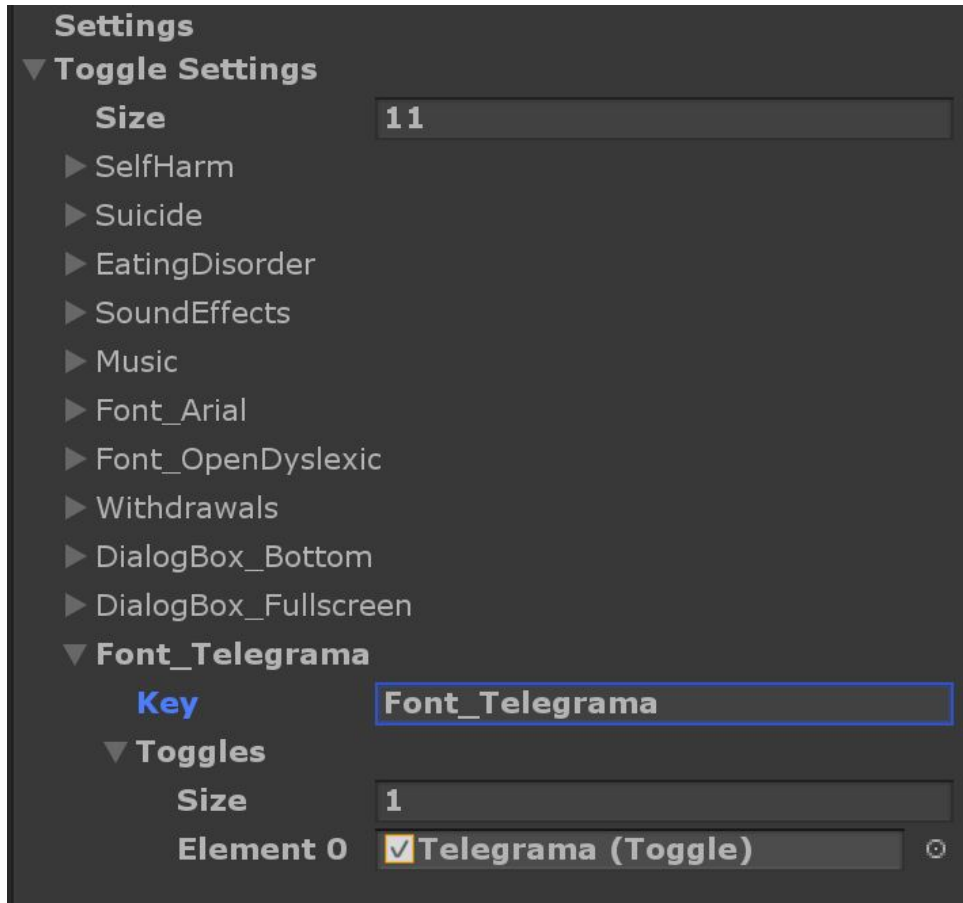 Settings
Toggle Settings
Size 11
SelfHarm
Suicide
EatingDisorder
SoundEffects
Music
Font_Arial
Font_OpenDyslexic
Withdrawals
DialogBox_Bottom
DialogBox_Fullscreen
Font_Telegrama
Key Font_Telegrama
Toggles
Size 1
Element 0 Telegrama (Toggle)